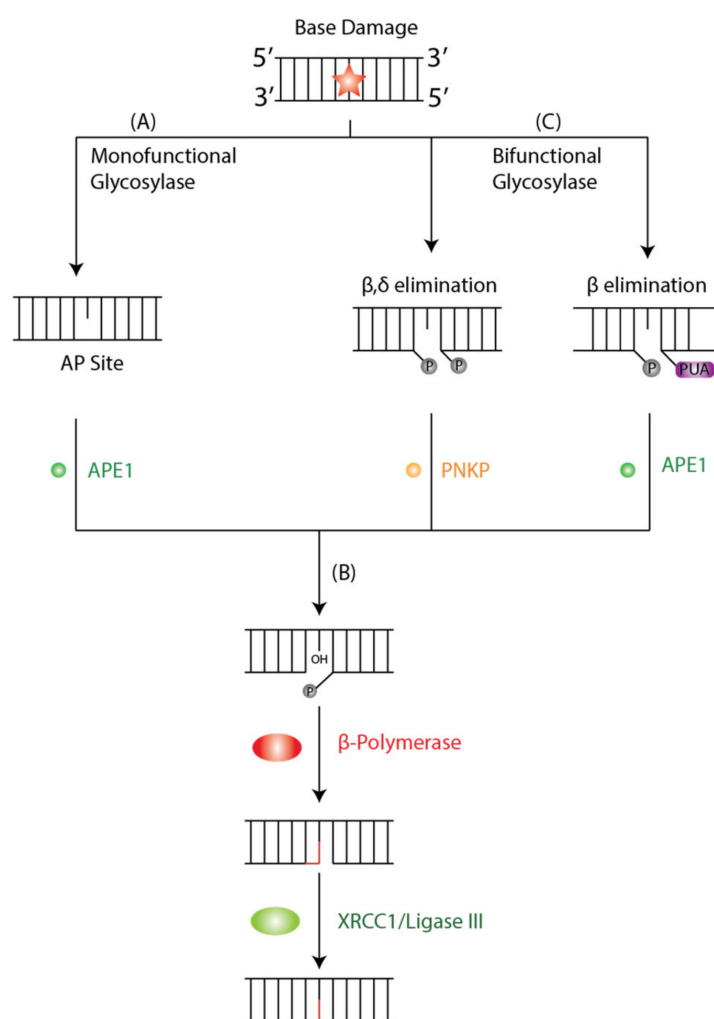 Base Damage
5′ 3′
3′ 5′
(A) (C)
Monofunctional
Glycosylase
Bifunctional
Glycosylase
β,δ elimination
β elimination
AP Site
P P
P PUA
APE1
PNKP
APE1
(B)
OH
P
β-Polymerase
XRCC1/Ligase III